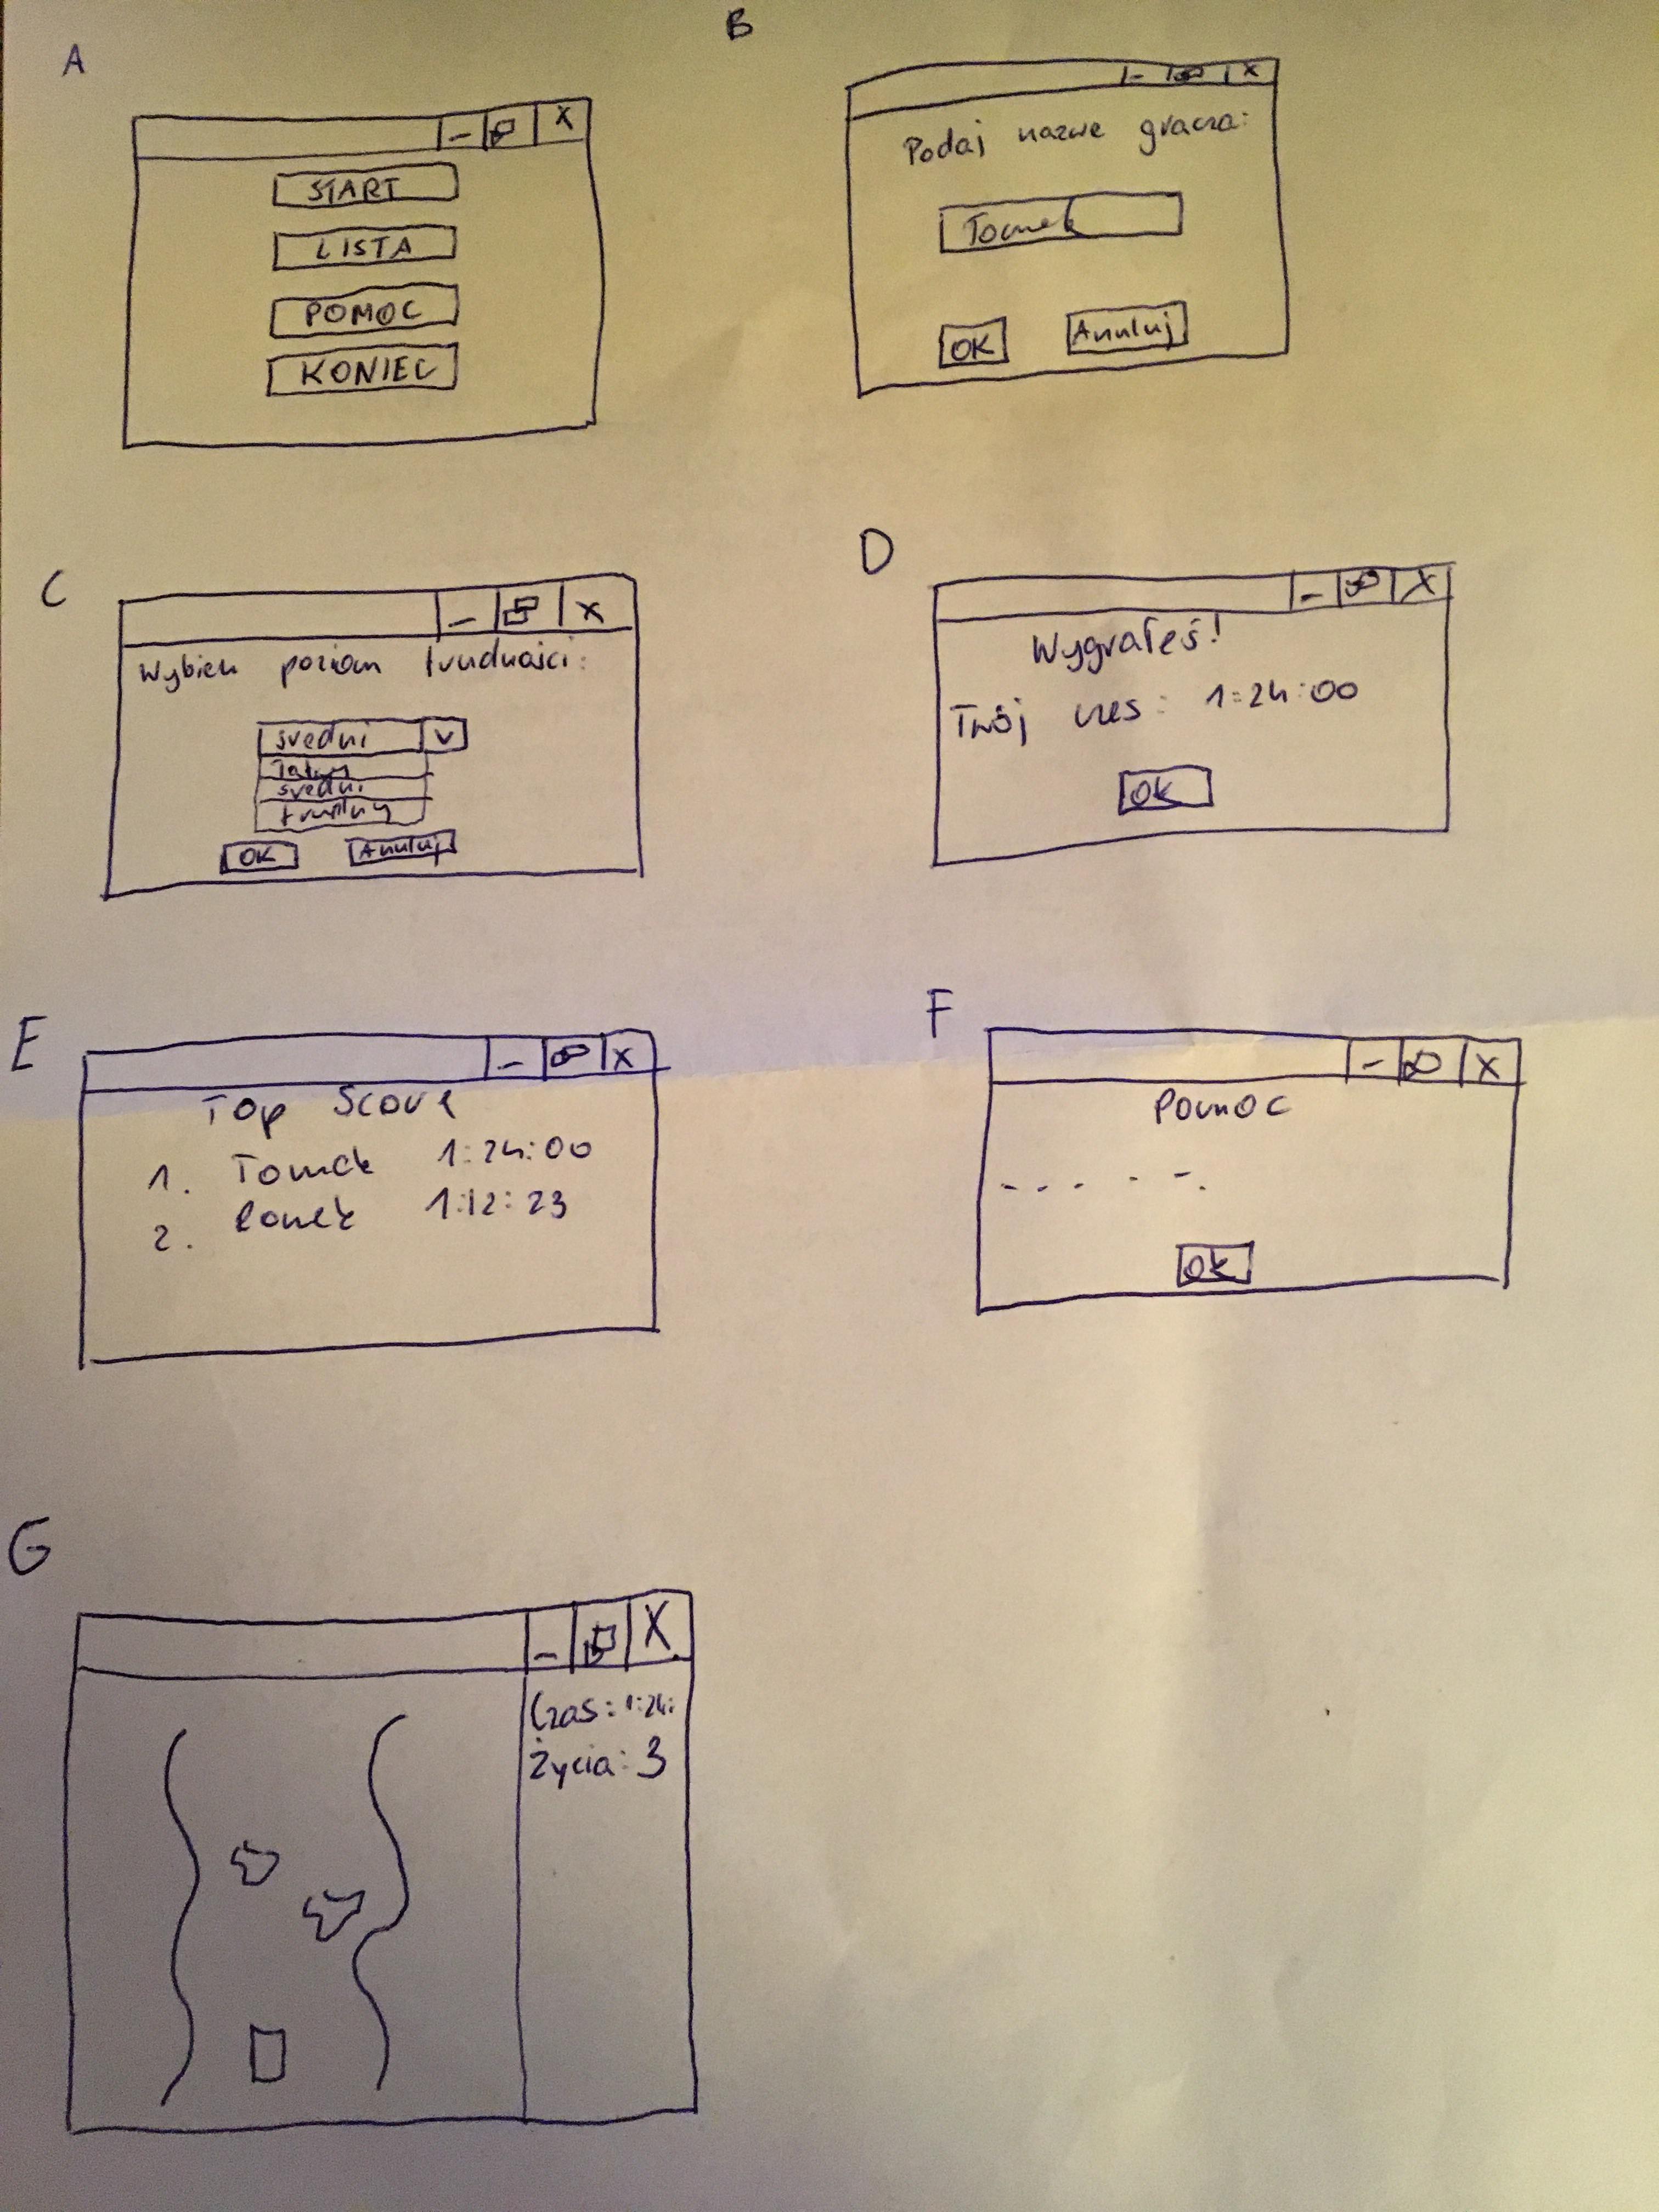 A
START
LISTA
POMOC
KONIEC
B
Podaj nazwe gracza:
Tomek
OK
Anuluj
C
Wybierz poziom trudności:
średni
V
łatwy
średni
trudny
OK
Anuluj
D
Wygrałeś!
Twój czas: 1:24:00
OK
E
Top Score
1. Tomek 1:24:00
2. 1:12:23
F
Pomoc
OK
G
Czas: 1:24:
Życia: 3